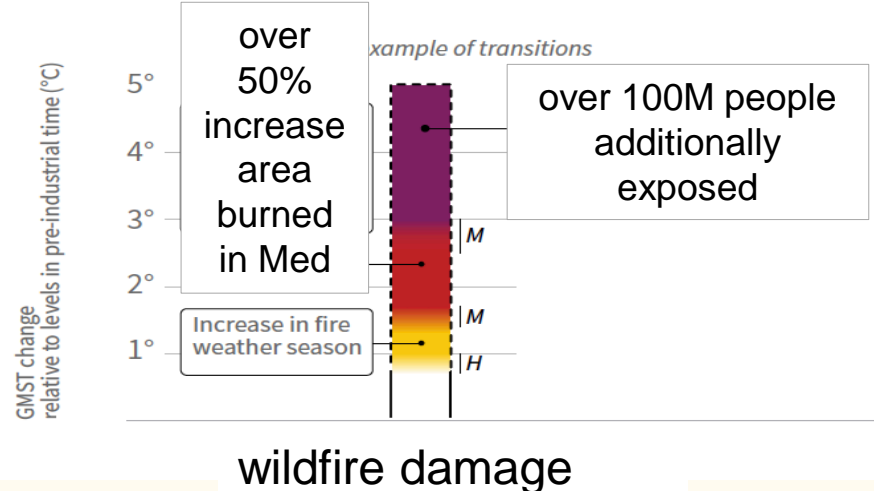 xample of transitions
GMST change
relative to levels in pre-industrial time (°C)
5°
4°
3°
2°
1°
over
50%
increase
area
burned
in Med
over 100M people
additionally
exposed
Increase in fire
weather season
M
M
H
wildfire damage